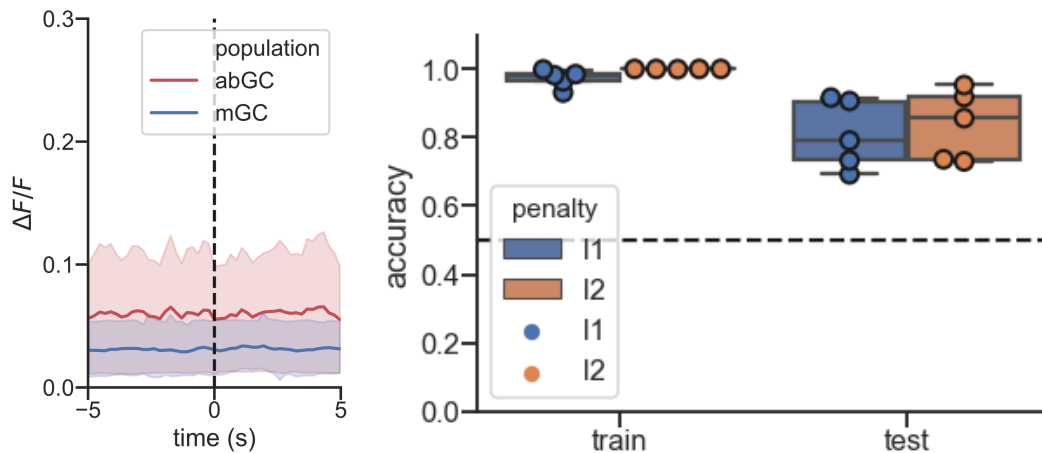 0.3
0.2
0.1
0.0
ΔF/F
population
abGC
mGC
−5
0
5
time (s)
1.0
0.8
0.6
0.4
0.2
0.0
accuracy
penalty
l1
l2
l1
l2
train
test